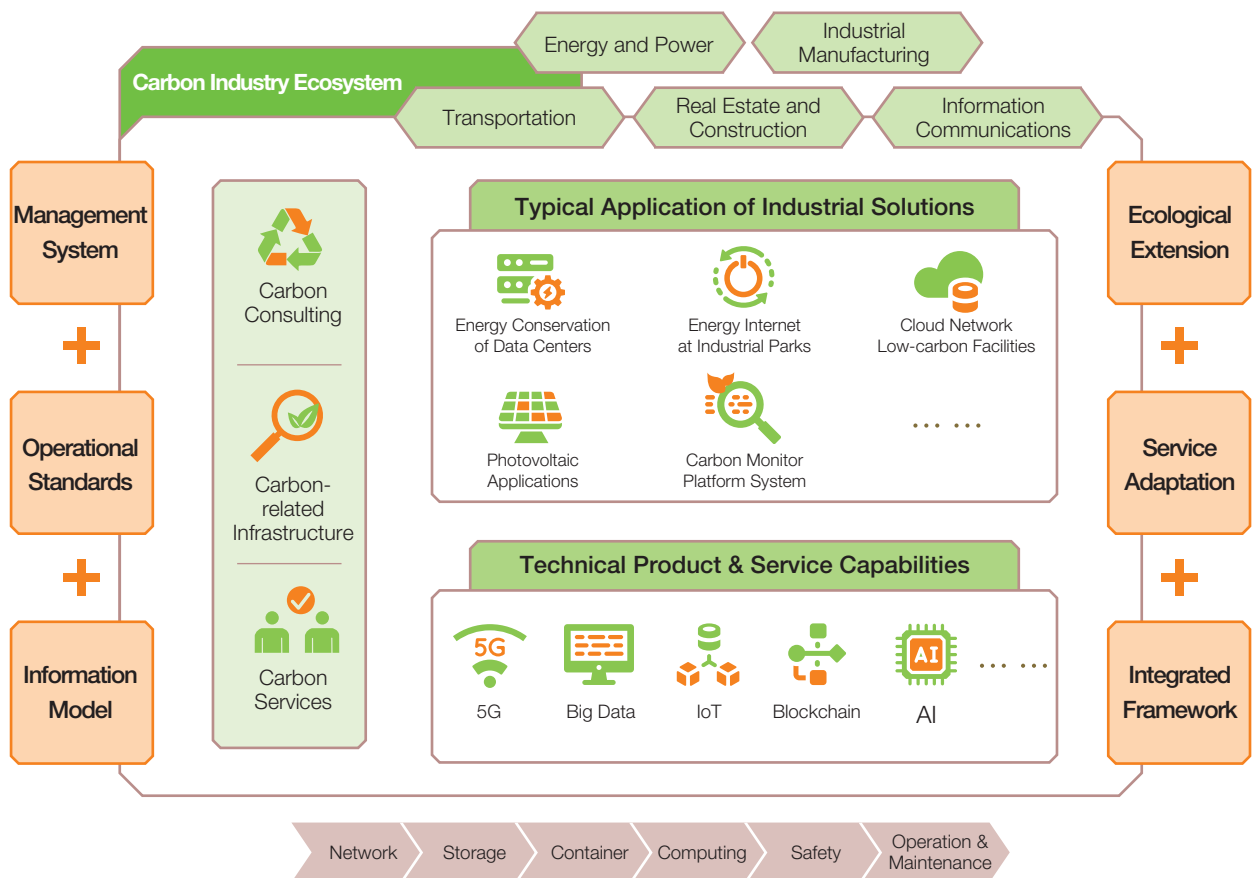 Energy and Power
Industrial
Manufacturing
Carbon Industry Ecosystem
Transportation
Real Estate and
Construction
Information
Communications
Management
System
Operational
Standards
Information
Model
Carbon
Consulting
Carbon-
related
Infrastructure
Carbon
Services
Typical Application of Industrial Solutions
Energy Conservation
of Data Centers
Energy Internet
at Industrial Parks
Cloud Network
Low-carbon Facilities
Photovoltaic
Applications
Carbon Monitor
Platform System
... ...
Technical Product & Service Capabilities
5G
5G
Big Data
IoT
Blockchain
AI
AI
... ...
Ecological
Extension
Service
Adaptation
Integrated
Framework
Network
Storage
Container
Computing
Safety
Operation &
Maintenance